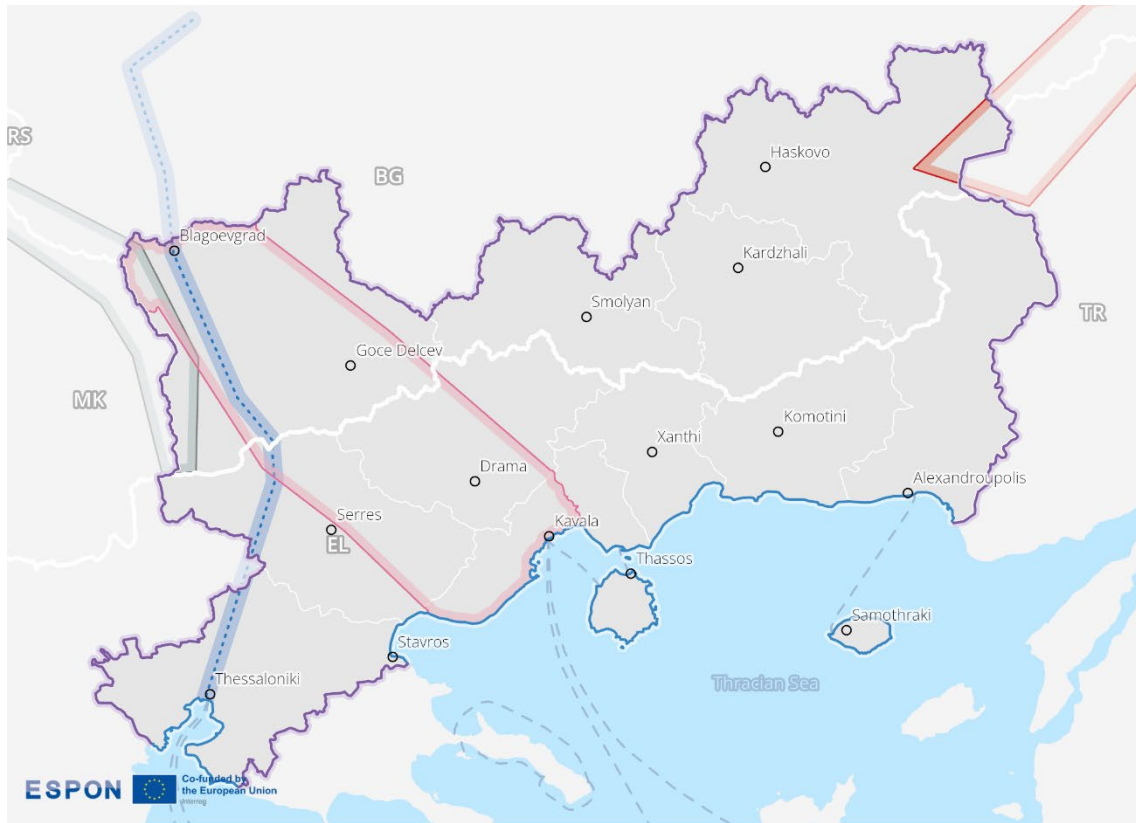 RS
BG
Haskovo
Blagoevgrad
Kardzhali
Smolyan
TR
Goce Delcev
MK
Komotini
Xanthi
Drama
Alexandroupolis
Serres
Kavala
EL
Thassos
Samothraki
Stavros
Thracian Sea
Thessaloniki
ESPON
Co-funded by
the European Union
Interreg